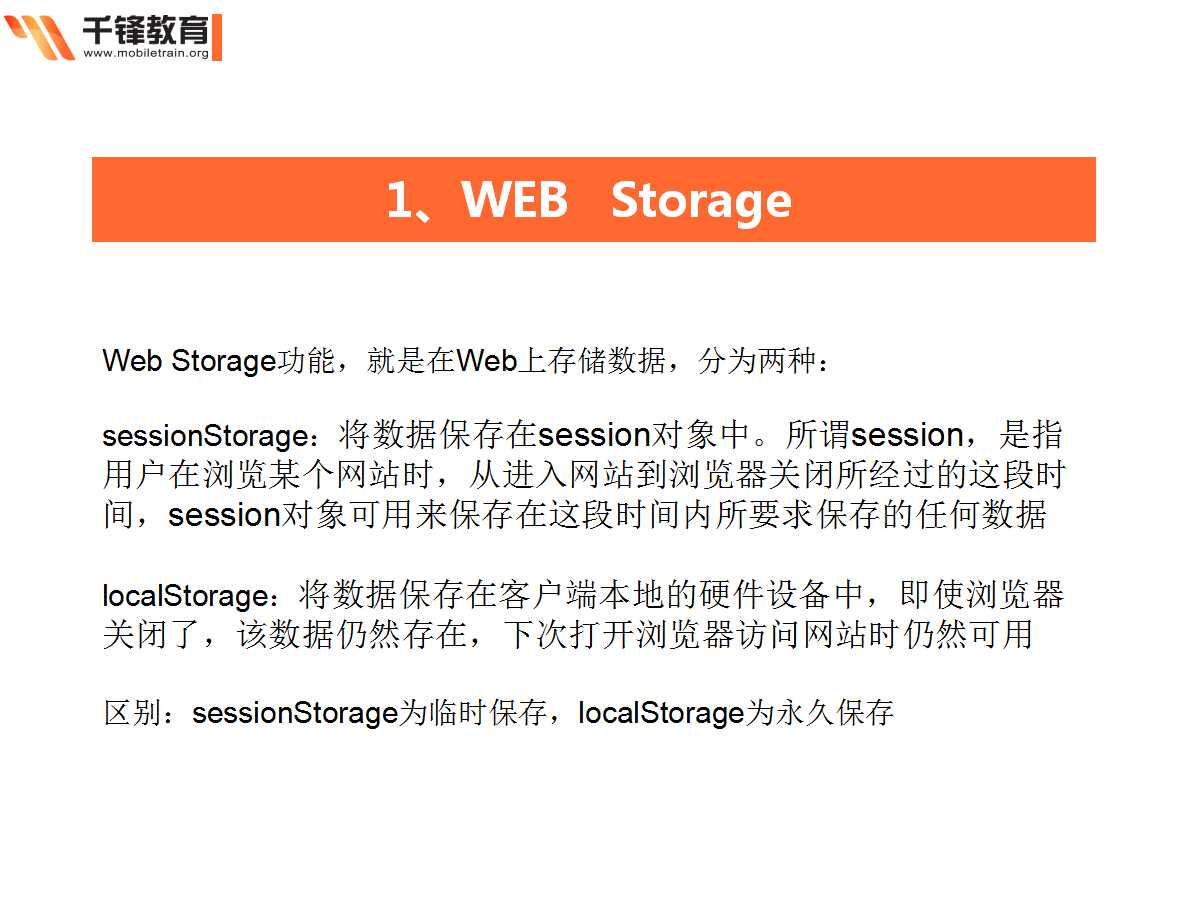 千锋教育
www.mobiletrain.org
1、WEB Storage
Web Storage功能，就是在Web上存储数据，分为两种：
sessionStorage：将数据保存在session对象中。所谓session，是指
用户在浏览某个网站时，从进入网站到浏览器关闭所经过的这段时
间，session对象可用来保存在这段时间内所要求保存的任何数据
localStorage：将数据保存在客户端本地的硬件设备中，即使浏览器
关闭了，该数据仍然存在，下次打开浏览器访问网站时仍然可用
区别：sessionStorage为临时保存，localStorage为永久保存